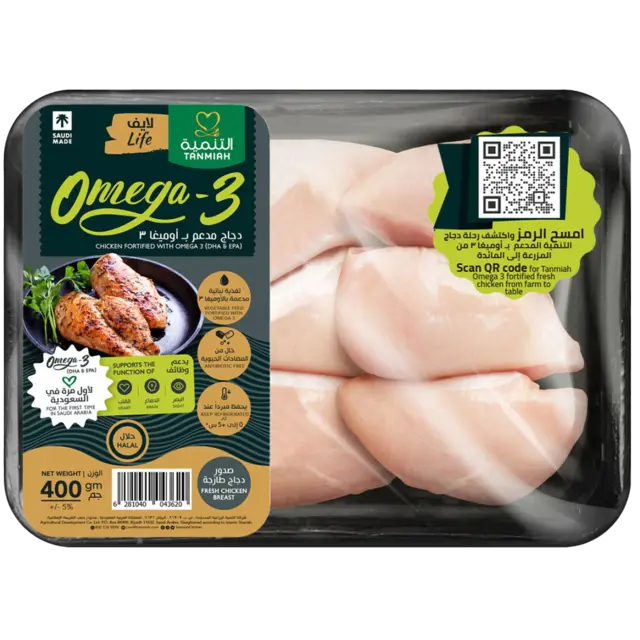 SAUDI
MADE
لايف
Life
التنمية
TANMIAH
Omega-3
دجاج مدعم بـ أوميغا ٣
CHICKEN FORTIFIED WITH OMEGA 3 (DHA & EPA)
تغذية نباتية
مدعمة بالأوميغا ٣
VEGETABLE FEED
FORTIFIED WITH
OMEGA-3
خال من
المضادات الحيوية
ANTIBIOTIC FREE
يحفظ مبرداً عند
KEEP REFRIGERATED
٠ إلى +٥ س°
Omega-3
(DHA & EPA)
لأول مرة في
السعودية
FOR THE FIRST TIME
IN SAUDI ARABIA
SUPPORTS THE
FUNCTION OF
يدعم
وظائف
القلب
HEART
الدماغ
BRAIN
البصر
حلال
HALAL
NET WEIGHT | الوزن
400 gm جم
+/- 5%
6 281040 043620
صدور
دجاج طازجة
FRESH CHICKEN
BREAST
امسح الرمز واكتشف رحلة دجاج
التنمية المدعم بـ أوميغا ٣ من
المزرعة إلى المائدة
Scan QR code for Tanmiah
Omega 3 fortified fresh
chicken from farm to
table